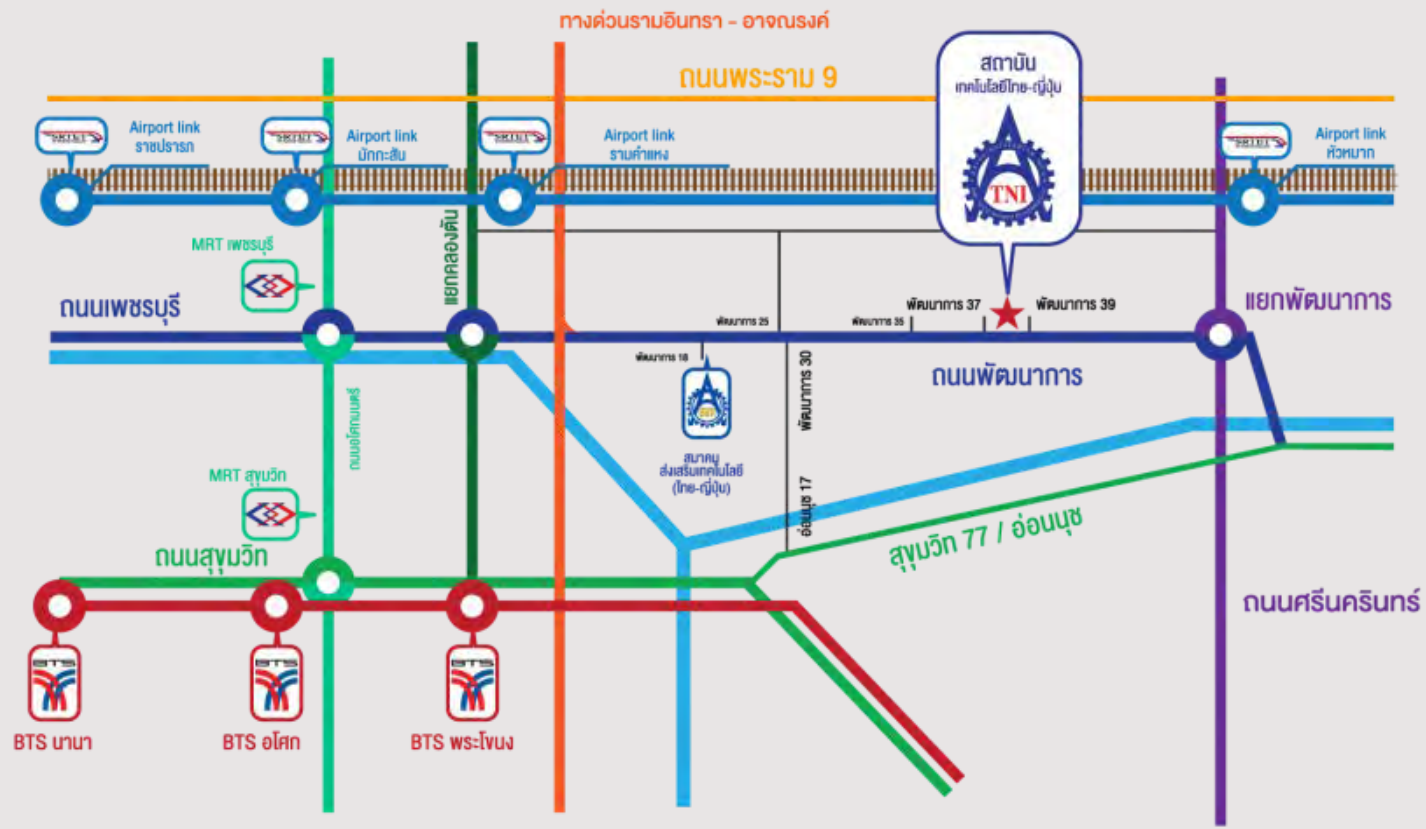 ทางด่วนรามอินทรา - อาจณรงค์
ถนนพระราม 9
สถาบัน
เทคโนโลยีไทย-ญี่ปุ่น
TNI
Airport link
ราชปรารภ
Airport link
มักกะสัน
Airport link
รามคำแหง
Airport link
หัวหมาก
SRTET
SRTET
SRTET
SRTET
MRT เพชรบุรี
แยกคลองตัน
ถนนเพชรบุรี
พัฒนาการ 25
พัฒนาการ 35
พัฒนาการ 37
พัฒนาการ 39
แยกพัฒนาการ
พัฒนาการ 18
พัฒนาการ 30
ถนนพัฒนาการ
ถนนอโศกมนตรี
สมาคม
ส่งเสริมเทคโนโลยี
(ไทย-ญี่ปุ่น)
MRT สุขุมวิท
อ่อนนุช 17
สุขุมวิท 77 / อ่อนนุช
ถนนสุขุมวิท
ถนนศรีนครินทร์
BTS
BTS
BTS
BTS นานา
BTS อโศก
BTS พระโขนง